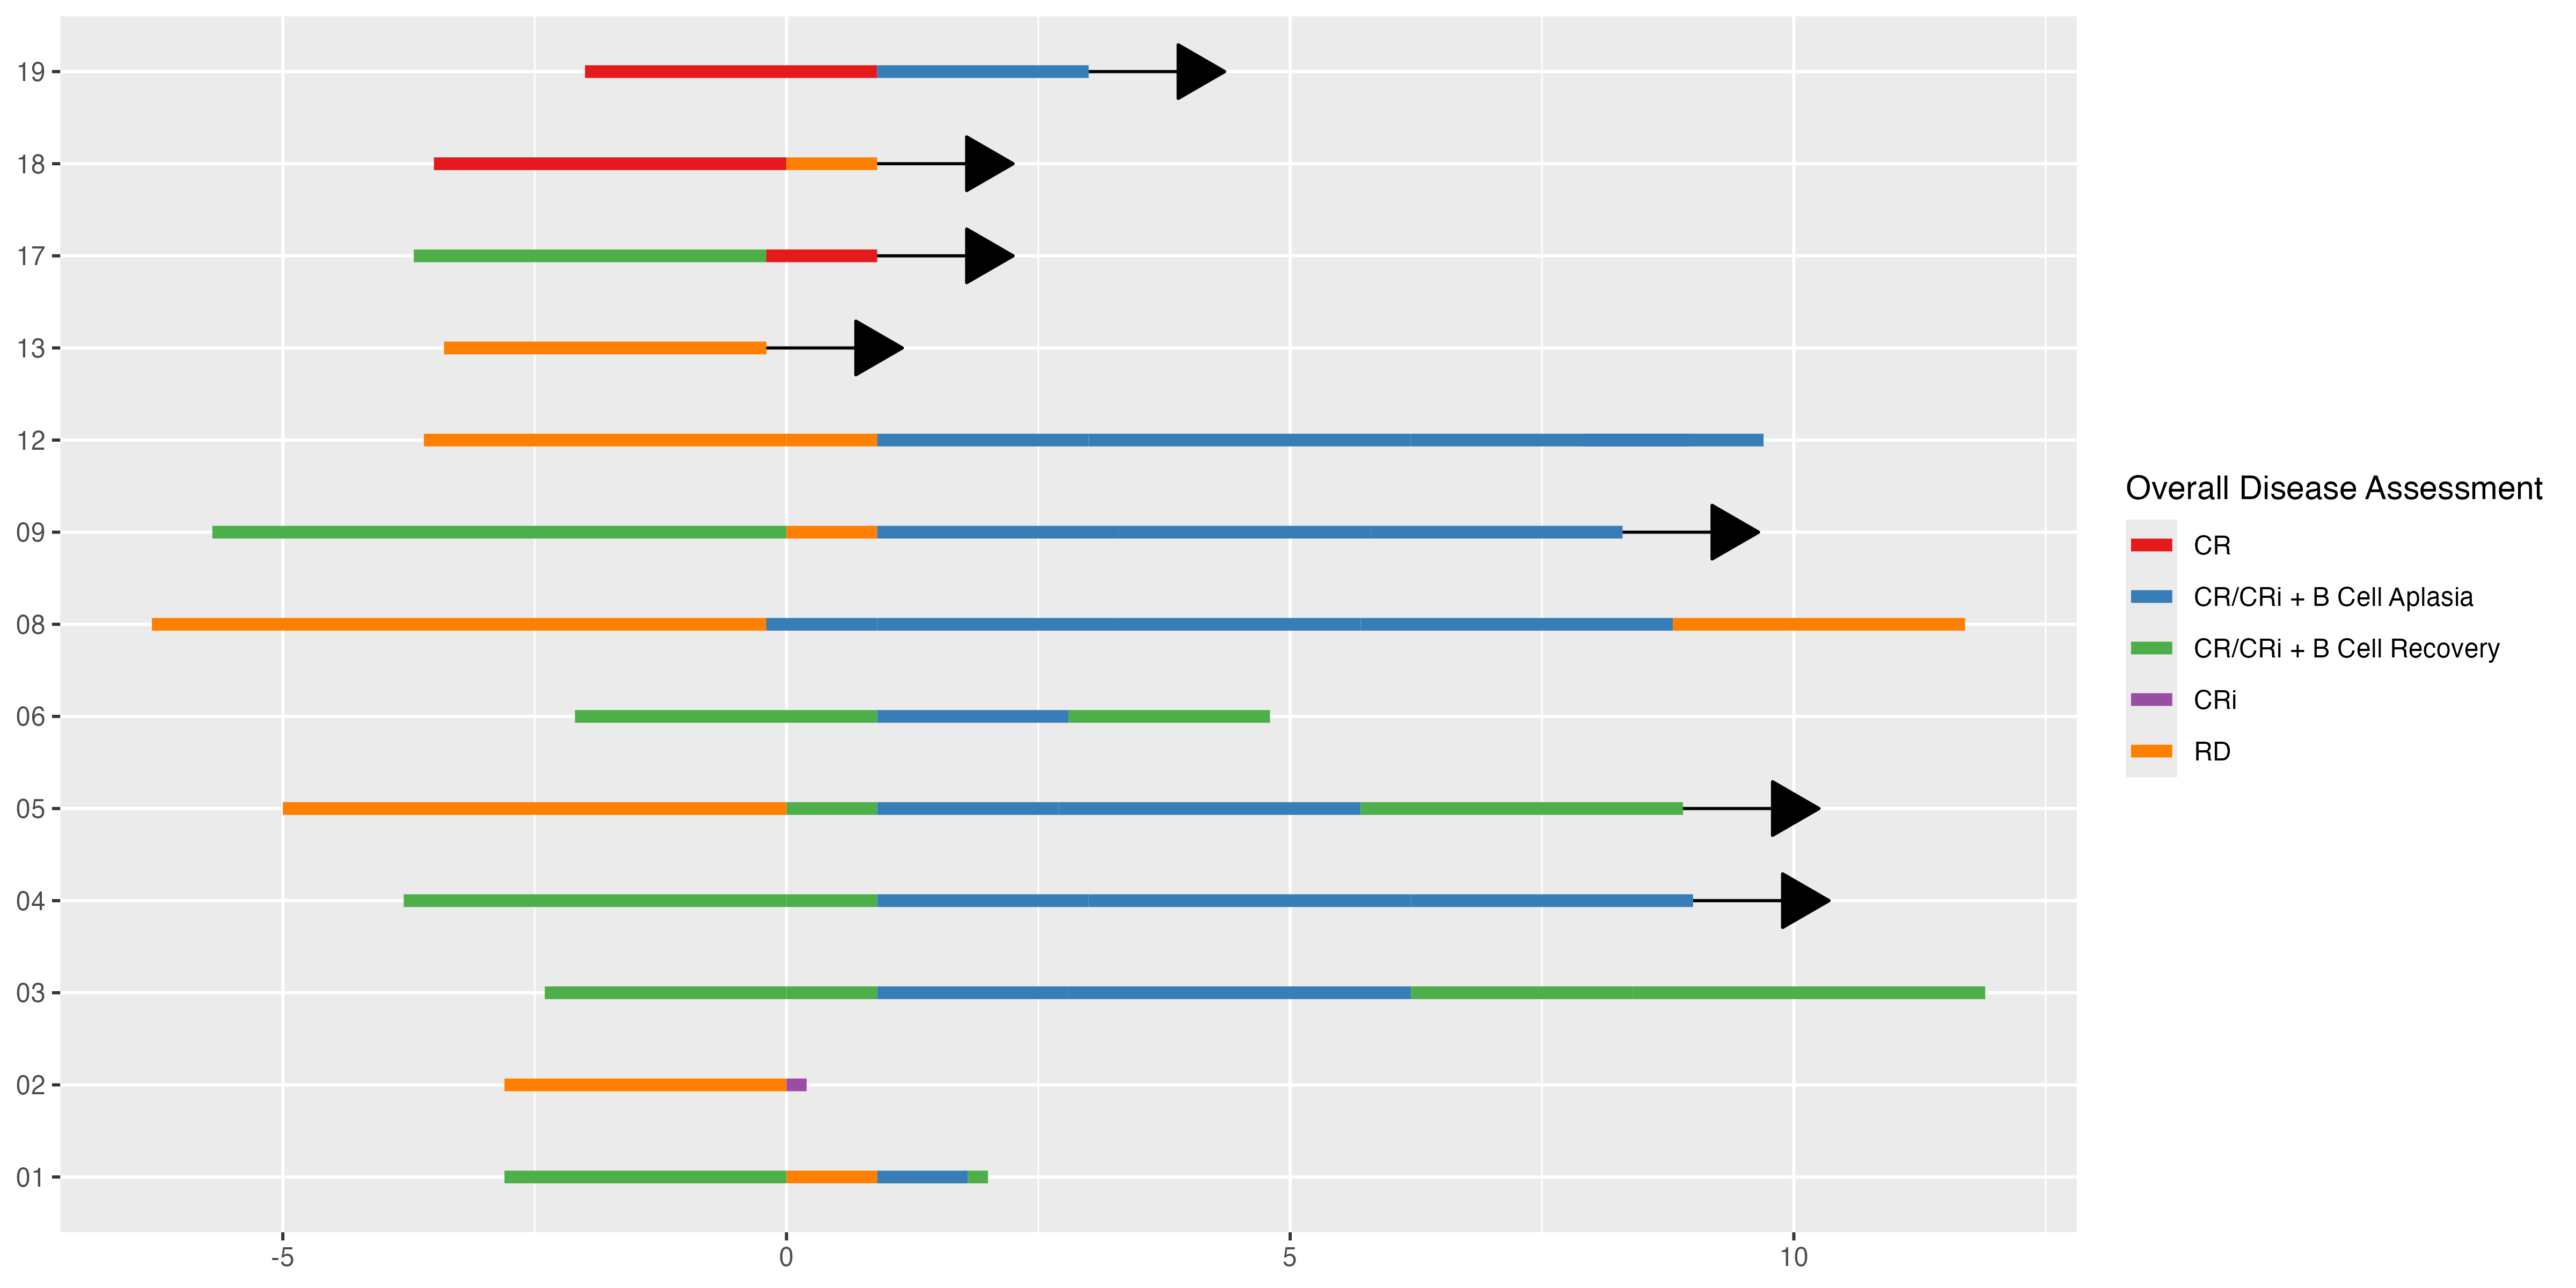 19
18
17
13
12
09
08
06
05
04
03
02
01
-5 0 5 10
Overall Disease Assessment
CR
CR/CRi + B Cell Aplasia
CR/CRi + B Cell Recovery
CRi
RD